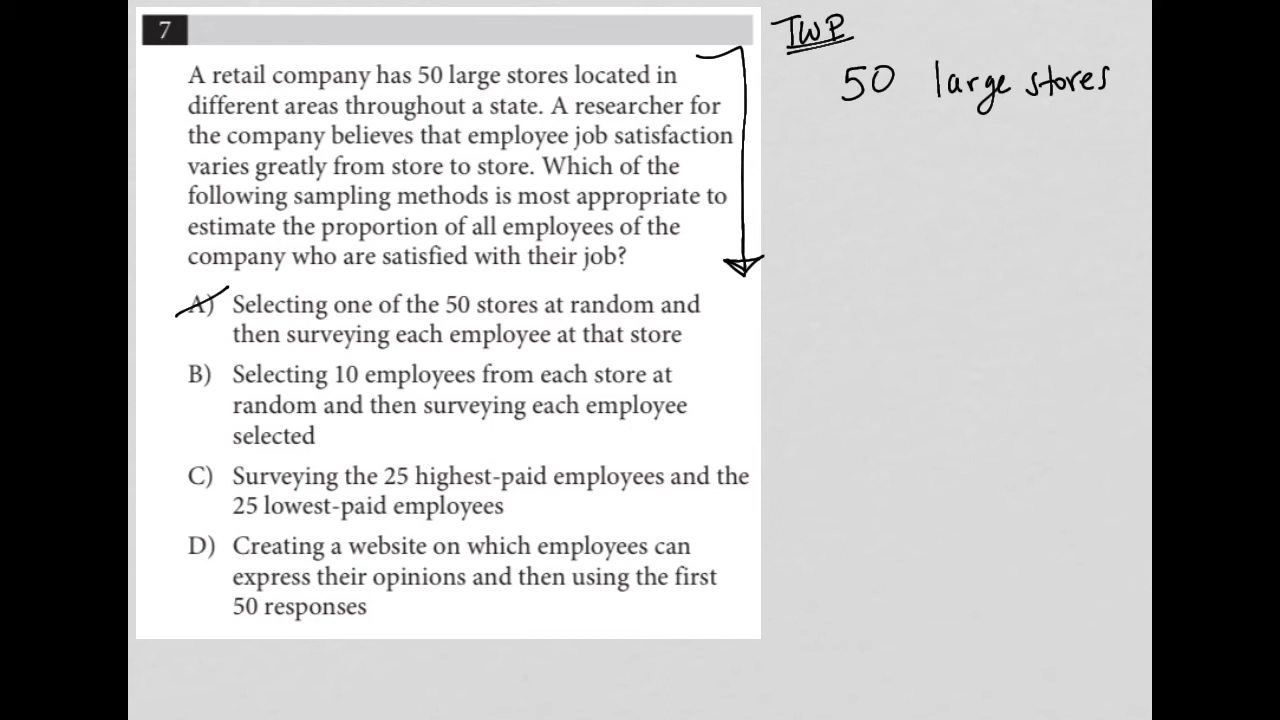 7
A retail company has 50 large stores located in
different areas throughout a state. A researcher for
the company believes that employee job satisfaction
varies greatly from store to store. Which of the
following sampling methods is most appropriate to
estimate the proportion of all employees of the
company who are satisfied with their job?
A) Selecting one of the 50 stores at random and
then surveying each employee at that store
B) Selecting 10 employees from each store at
random and then surveying each employee
selected
C) Surveying the 25 highest-paid employees and the
25 lowest-paid employees
D) Creating a website on which employees can
express their opinions and then using the first
50 responses
TWP
50 large stores